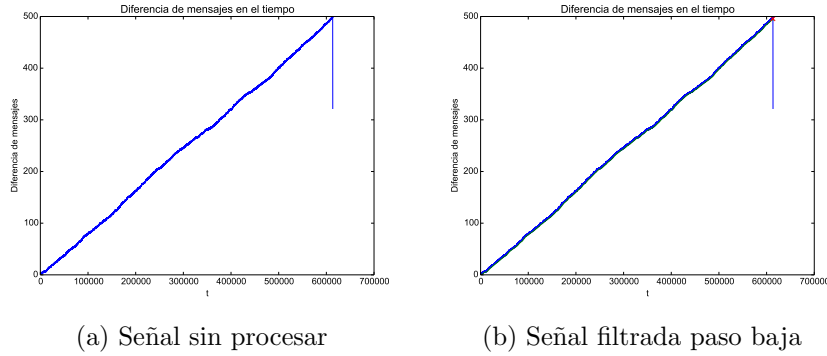 Diferencia de mensajes en el tiempo
500
400
300
200
100
0
Diferencia de mensajes
0 100000 200000 300000 400000 500000 600000 700000
t
(a) Señal sin procesar
Diferencia de mensajes en el tiempo
500
400
300
200
100
0
Diferencia de mensajes
0 100000 200000 300000 400000 500000 600000 700000
t
(b) Señal filtrada paso baja